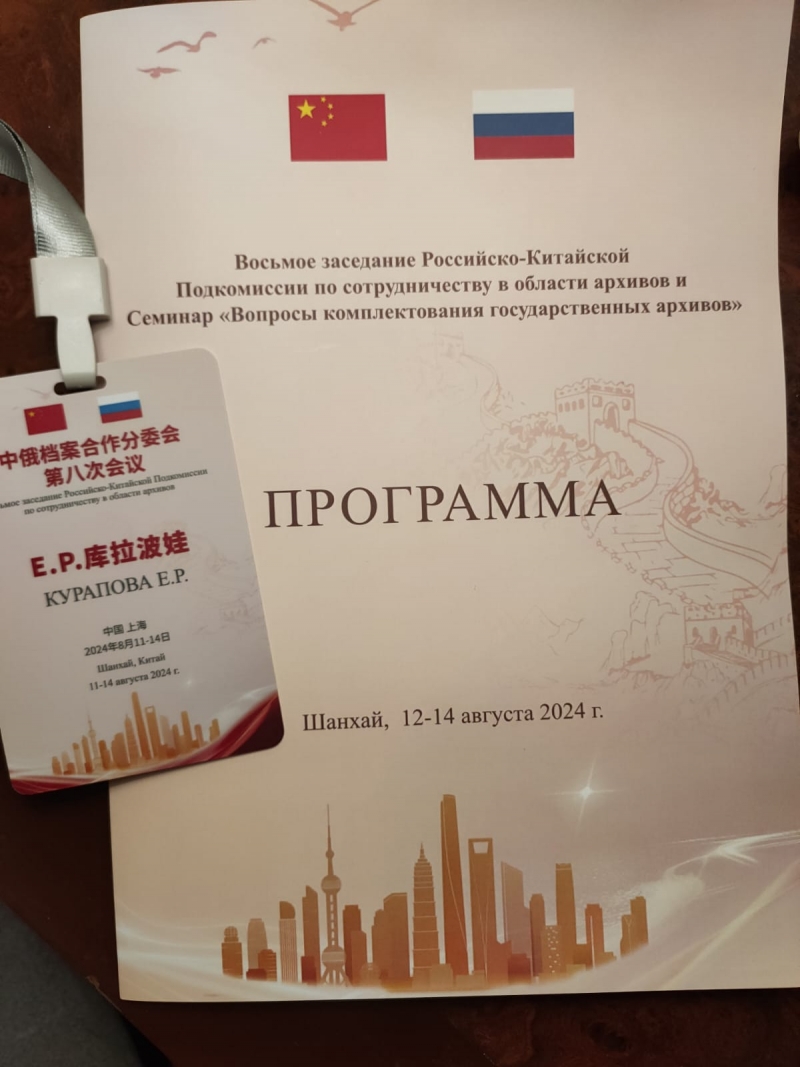 Восьмое заседание Российско-Китайской
Подкомиссии по сотрудничеству в области архивов и
Семинар «Вопросы комплектования государственных архивов»
ПРОГРАММА
Шанхай, 12-14 августа 2024 г.
中俄档案合作分委会
第八次会议
заседание Российско-Китайской Подкомиссии
по сотрудничеству в области архивов
Е.Р.库拉波娃
КУРАПОВА Е.Р.
中国 上海
2024年8月11-14日
Шанхай, Китай
11-14 августа 2024 г.